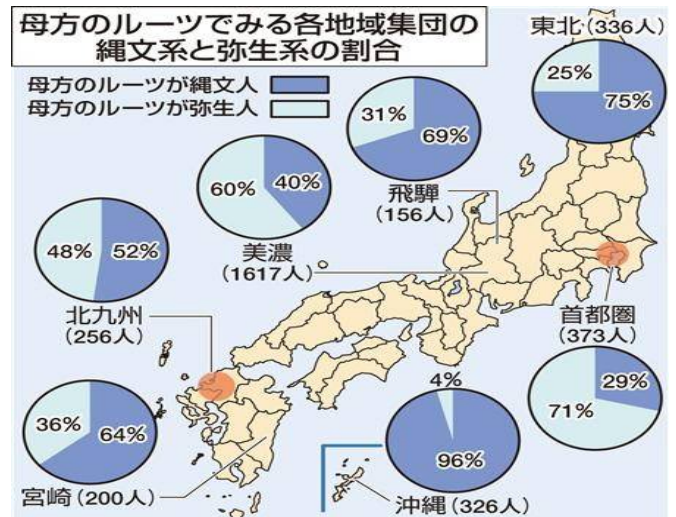 母方のルーツでみる各地域集団の
縄文系と弥生系の割合
母方のルーツが縄文人
母方のルーツが弥生人
東北(336人)
25%
75%
31%
69%
飛騨
(156人)
60%
40%
美濃
(1617人)
48%
52%
北九州
(256人)
首都圏
(373人)
29%
71%
36%
64%
宮崎(200人)
4%
96%
沖縄(326人)